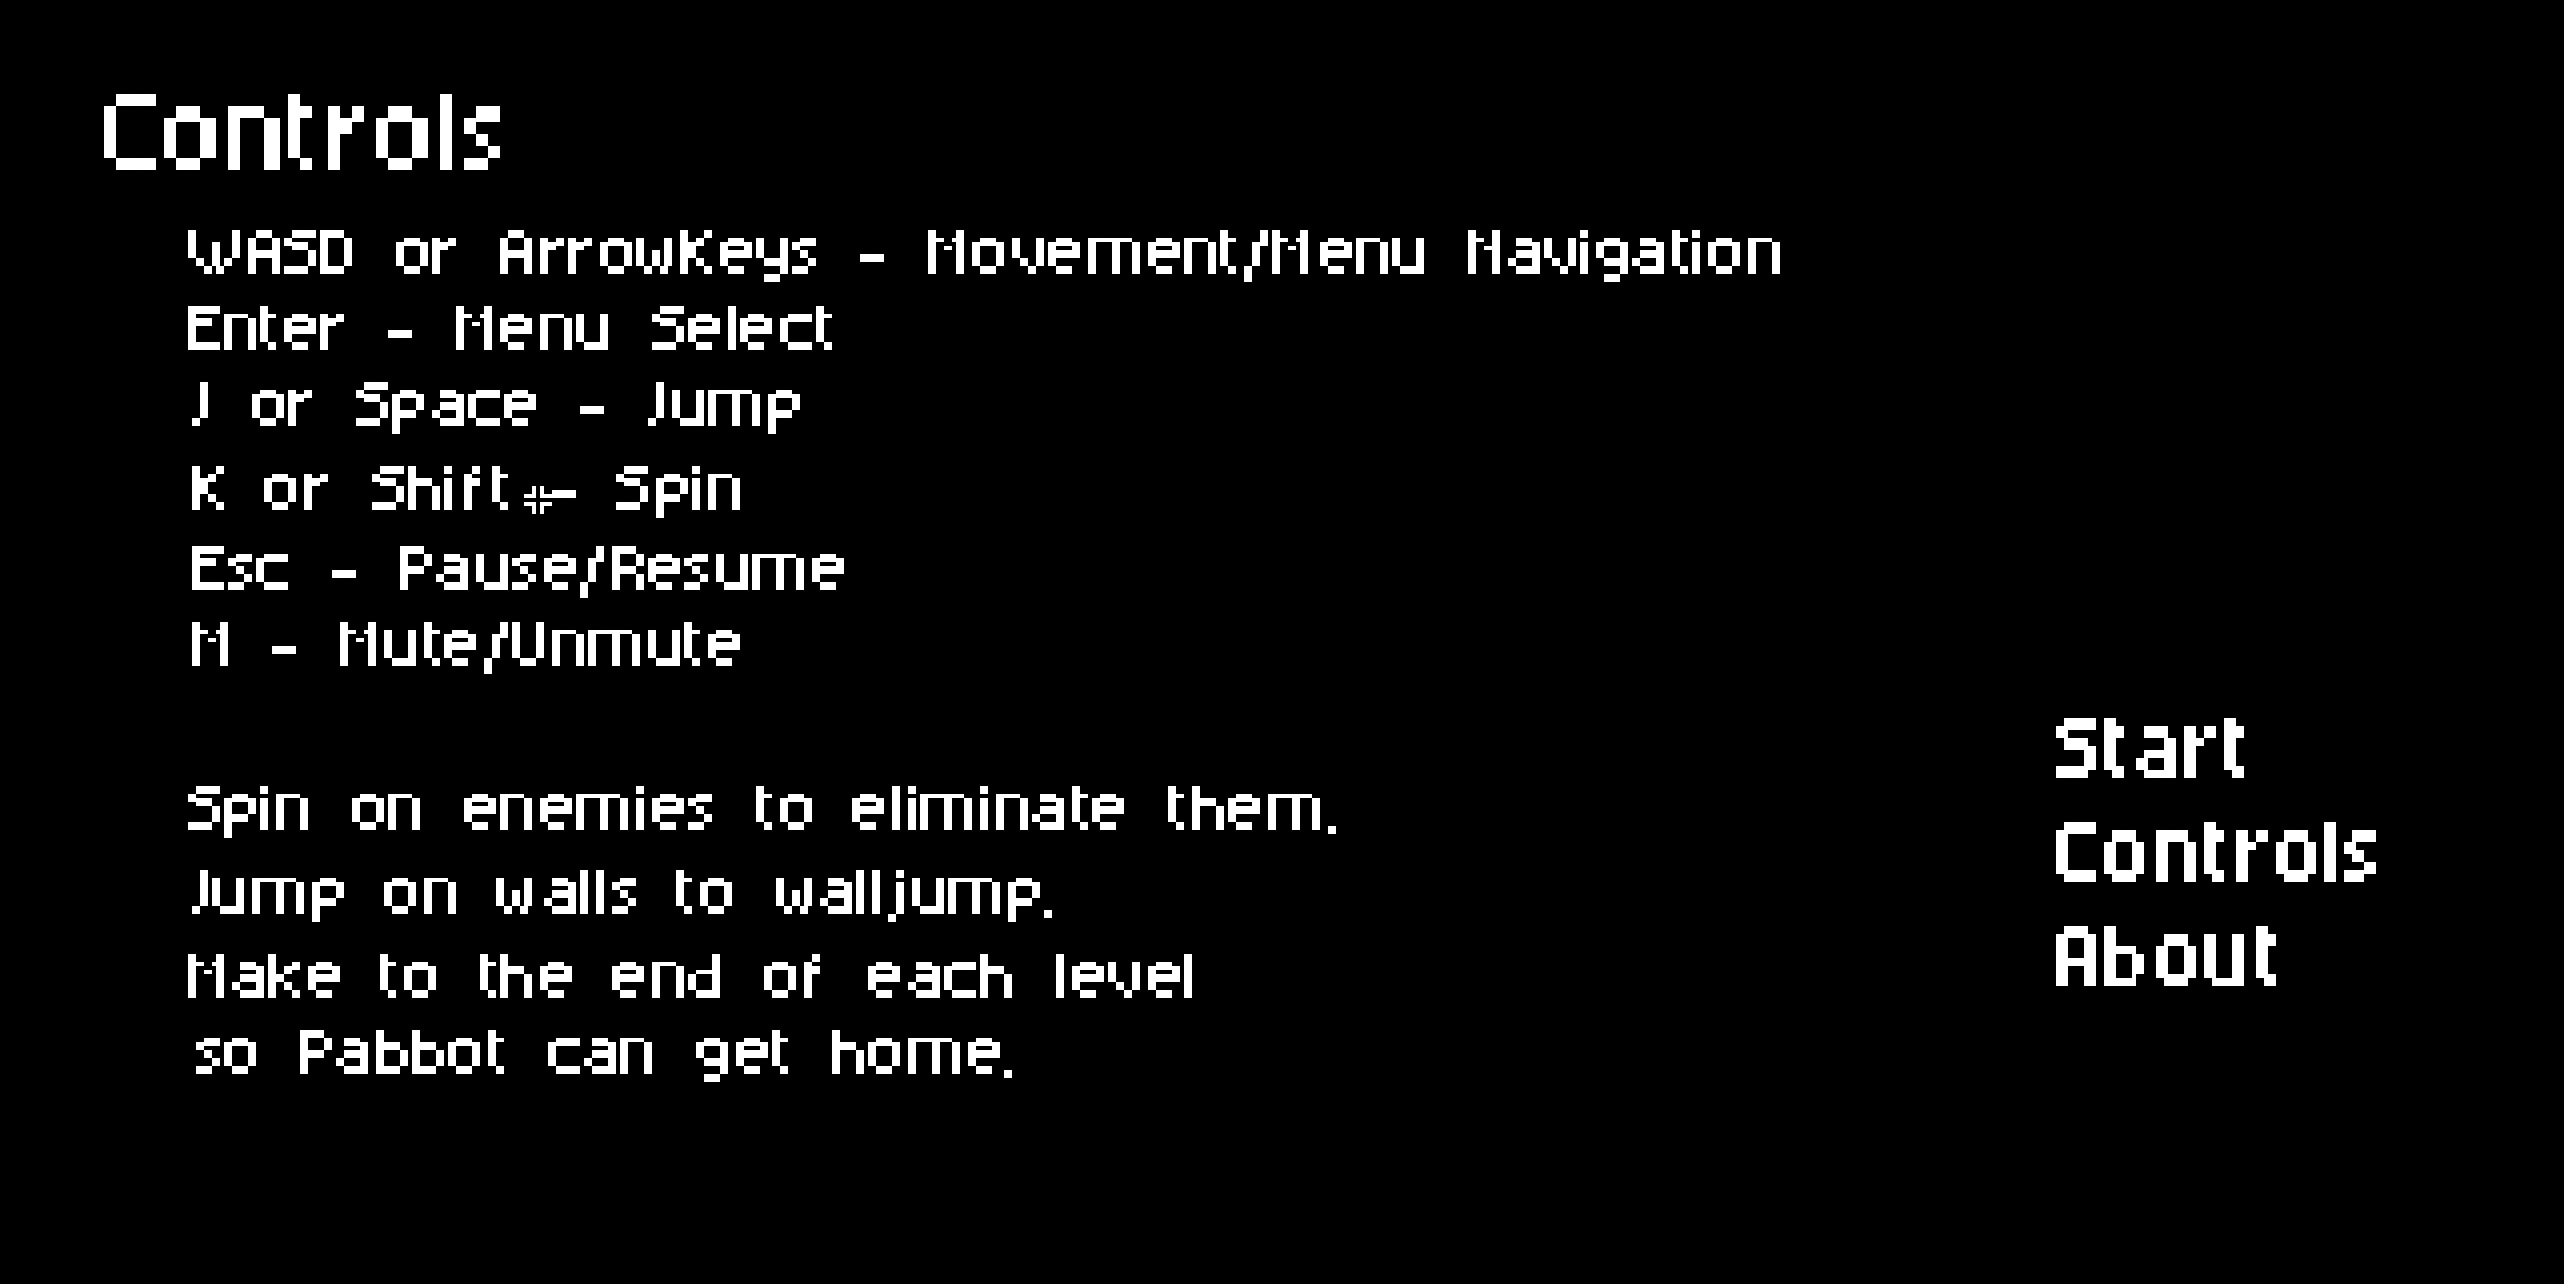 Controls
WASD or ArrowKeys - Movement/Menu Navigation
Enter - Menu Select
J or Space - Jump
K or Shift - Spin
Esc - Pause/Resume
M - Mute/Unmute
Spin on enemies to eliminate them.
Jump on walls to walljump.
Make to the end of each level
so Pabbot can get home.
Start
Controls
About